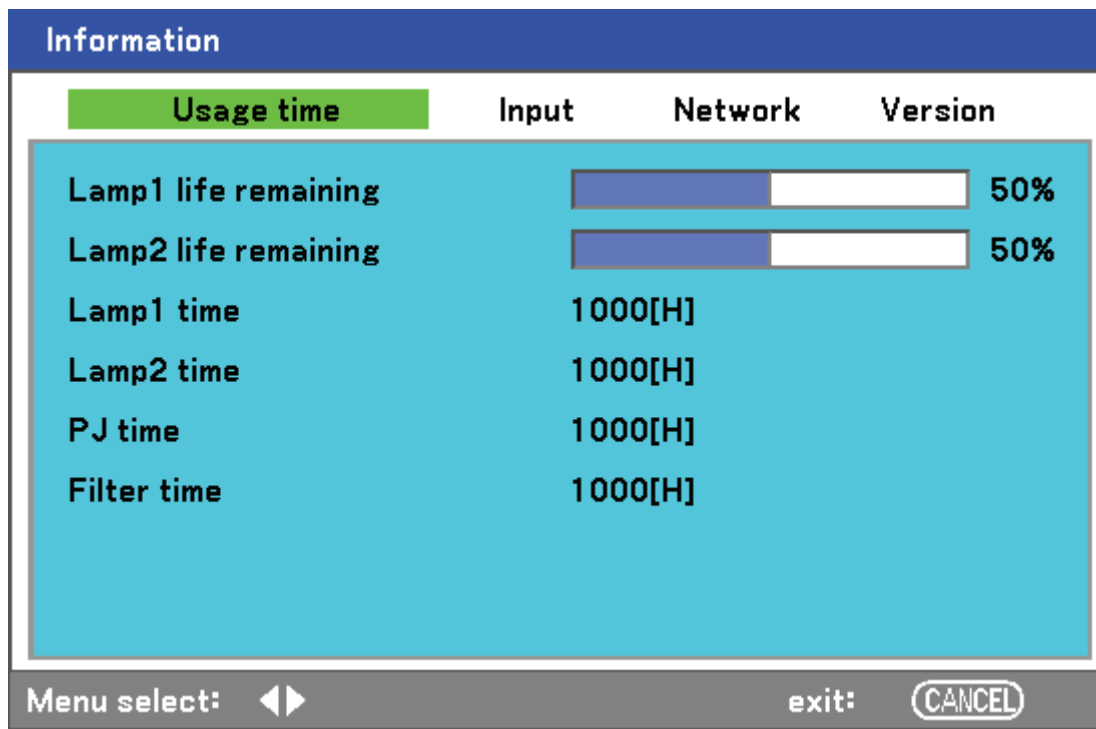 Information
Usage time Input Network Version
Lamp1 life remaining 50%
Lamp2 life remaining 50%
Lamp1 time 1000[H]
Lamp2 time 1000[H]
PJ time 1000[H]
Filter time 1000[H]
Menu select: ◀▶ exit: CANCEL